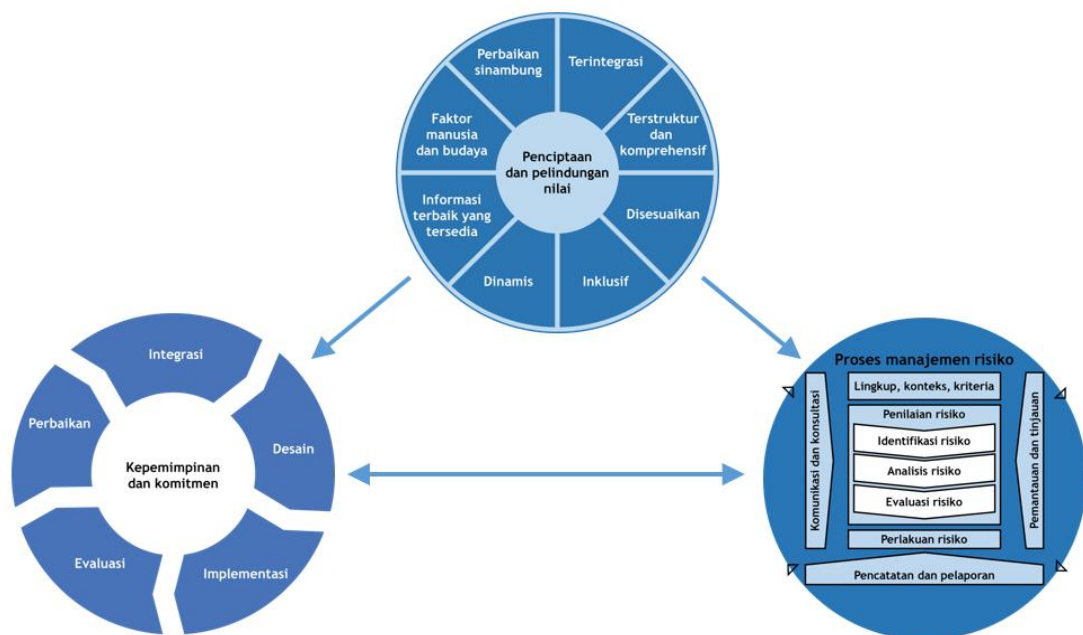 Perbaikan
sinambung
Terintegrasi
Faktor
manusia
dan budaya
Terstruktur
dan
komprehensif
Penciptaan
dan pelindungan
nilai
Informasi
terbaik yang
tersedia
Disesuaikan
Dinamis
Inklusif
Integrasi
Perbaikan
Desain
Kepemimpinan
dan komitmen
Evaluasi
Implementasi
Proses manajemen risiko
Komunikasi dan konsultasi
Lingkup, konteks, kriteria
Penilaian risiko
Identifikasi risiko
Analisis risiko
Evaluasi risiko
Perlakuan risiko
Pemantauan dan tinjauan
Pencatatan dan pelaporan